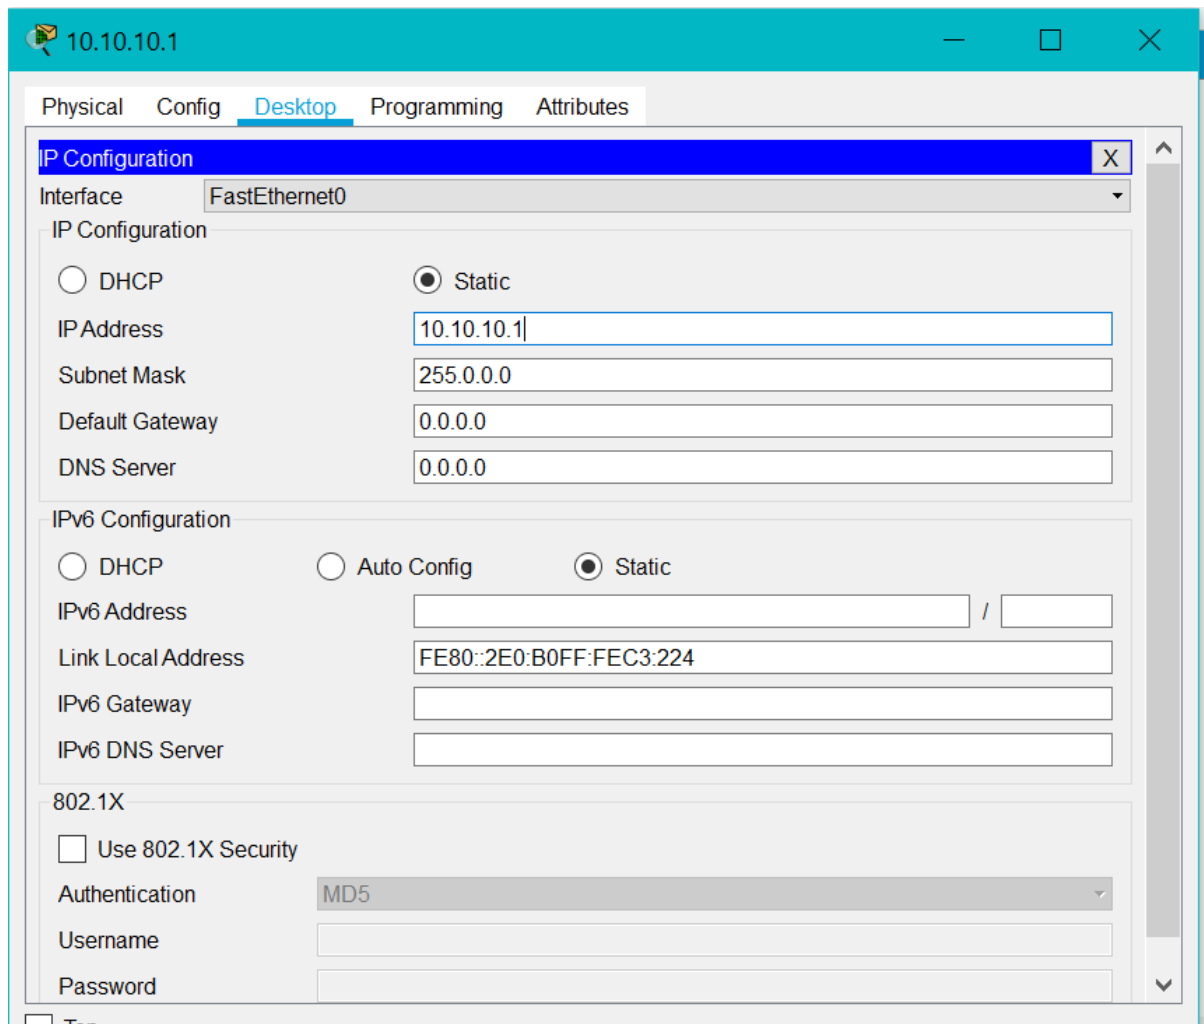 10.10.10.1
Physical Config Desktop Programming Attributes
IP Configuration X
Interface FastEthernet0
IP Configuration
DHCP Static
IP Address 10.10.10.1
Subnet Mask 255.0.0.0
Default Gateway 0.0.0.0
DNS Server 0.0.0.0
IPv6 Configuration
DHCP Auto Config Static
IPv6 Address /
Link Local Address FE80::2E0:B0FF:FEC3:224
IPv6 Gateway
IPv6 DNS Server
802.1X
Use 802.1X Security
Authentication MD5
Username
Password